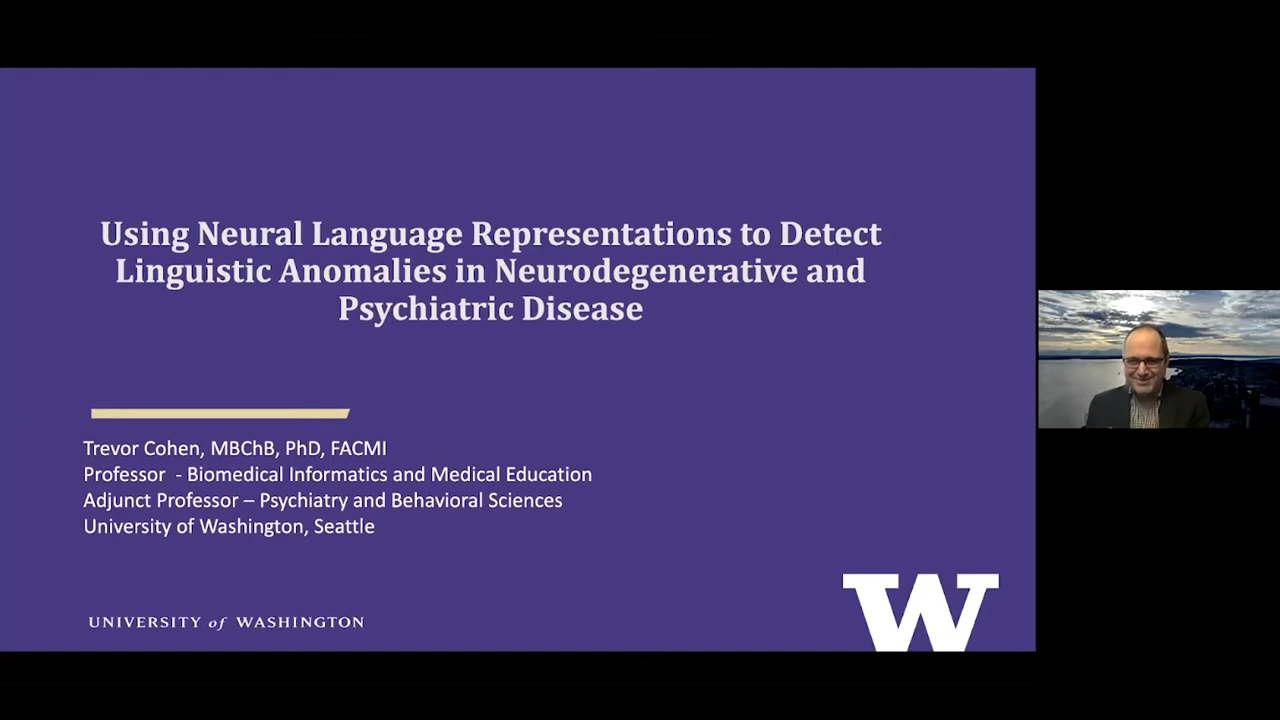 Using Neural Language Representations to Detect
Linguistic Anomalies in Neurodegenerative and
Psychiatric Disease
Trevor Cohen, MBChB, PhD, FACMI
Professor - Biomedical Informatics and Medical Education
Adjunct Professor – Psychiatry and Behavioral Sciences
University of Washington, Seattle
UNIVERSITY of WASHINGTON
W